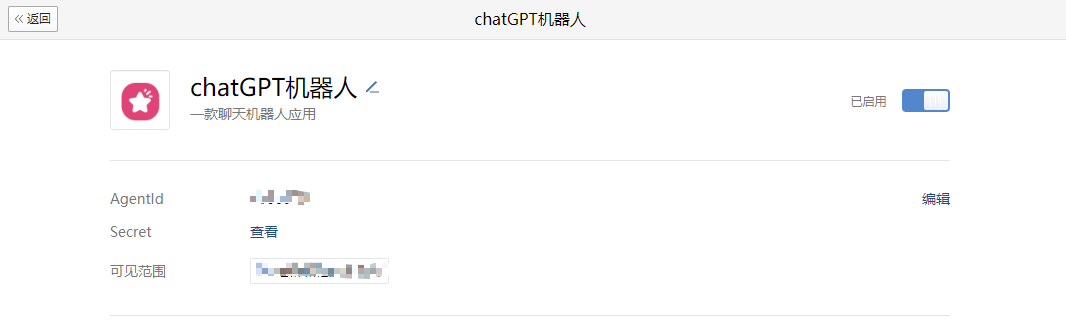 返回
chatGPT机器人
chatGPT机器人
一款聊天机器人应用
已启用
AgentId
编辑
Secret 查看
可见范围